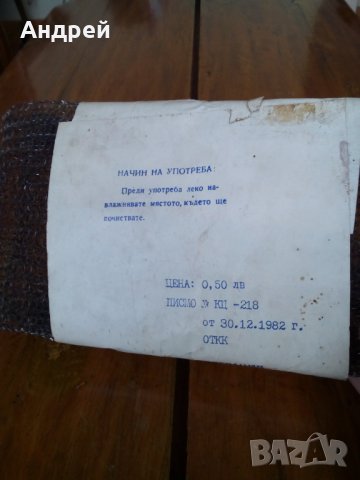 Андрей
НАЧИН НА УПОТРЕБА:
Преди употреба леко на-
влажнявате мястото, където ще
почиствате.
ЦЕНА: 0,50 лв
ПИСМО № КЦ -218
от 30.12.1982 г.
ОТКК
BAZAR